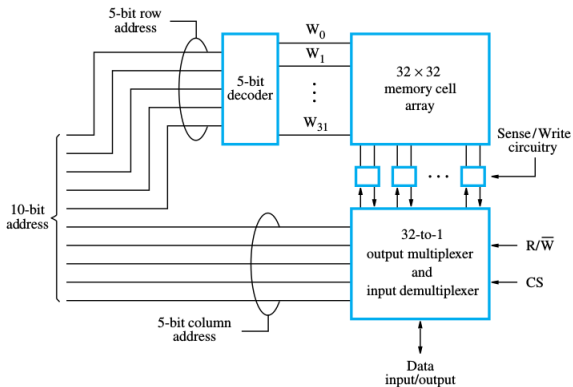 5-bit row
address
W0
W1
W31
5-bit
decoder
32 × 32
memory cell
array
Sense/Write
circuitry
10-bit
address
32-to-1
output multiplexer
and
input demultiplexer
R/W̅
CS
5-bit column
address
Data
input/output